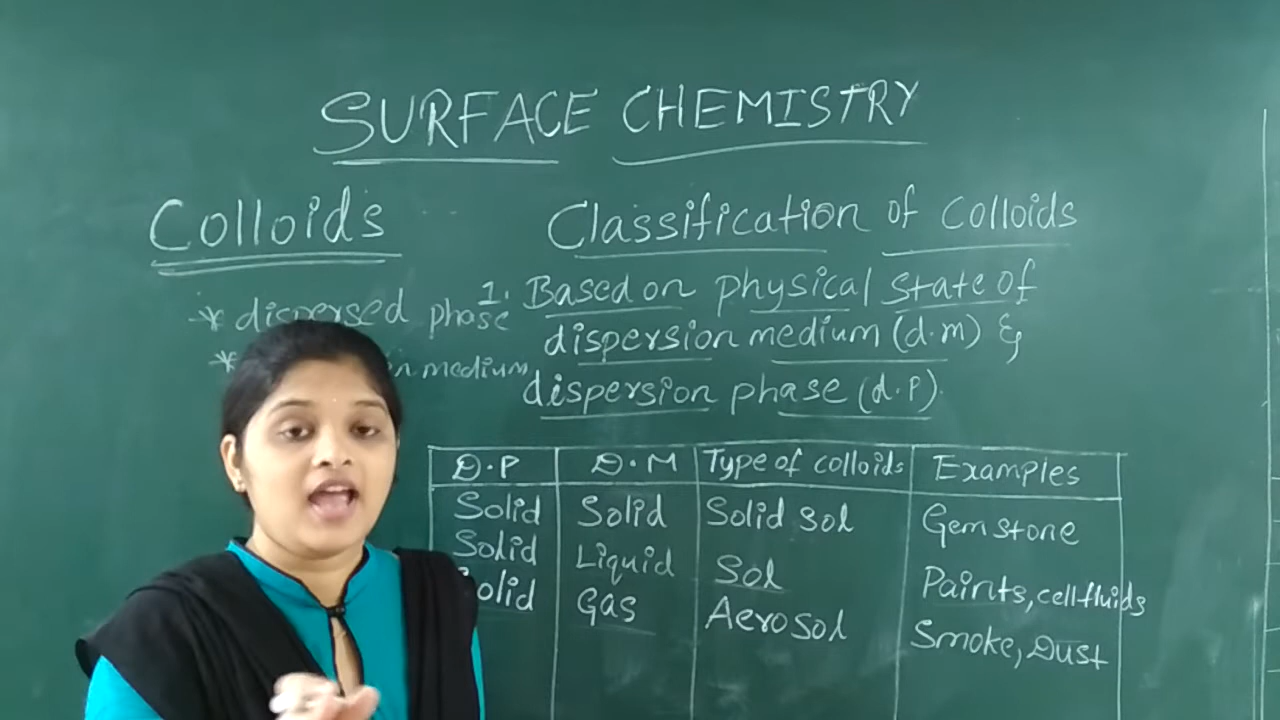 SURFACE CHEMISTRY
Colloids
* dispersed phase
* n medium
Classification of Colloids
1. Based on physical state of
dispersion medium (d.m) &
dispersion phase (d.p).
D.P D.M Type of colloids Examples
Solid Solid Solid sol Gem stone
Solid Liquid Sol Paints, cell fluids
olid Gas Aerosol Smoke, Dust